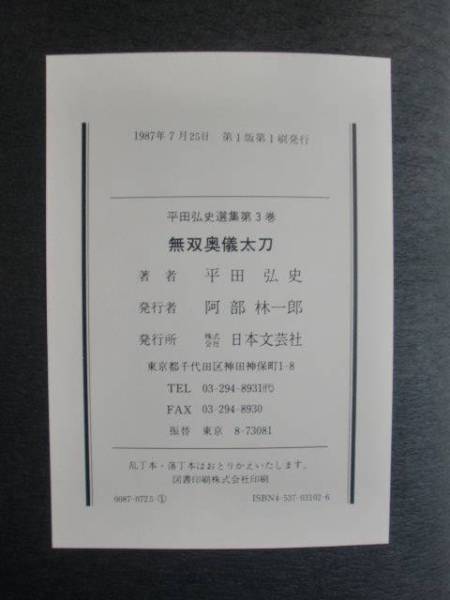 1987年7月25日 第1版第1刷発行
平田弘史選集第3巻
無双奥儀太刀
著者 平田弘史
発行者 阿部林一郎
発行所 株式会社 日本文芸社
東京都千代田区神田神保町1-8
TEL 03-294-8931㈹
FAX 03-294-8930
振替 東京 8-73081
乱丁本・落丁本はおとりかえいたします。
図書印刷株式会社印刷
0087-0725① ISBN4-537-03102-6